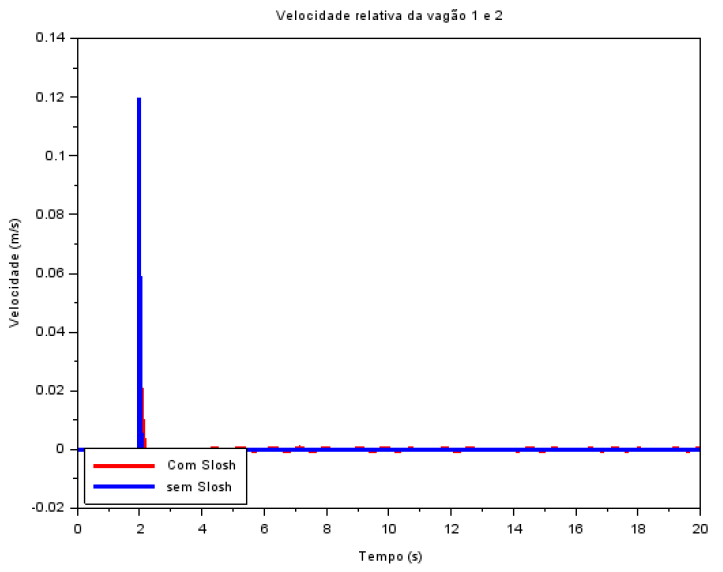 Velocidade relativa da vagão 1 e 2
0.14
0.12
0.1
0.08
0.06
0.04
0.02
0
-0.02
Velocidade (m/s)
Com Slosh
sem Slosh
0 2 4 6 8 10 12 14 16 18 20
Tempo (s)